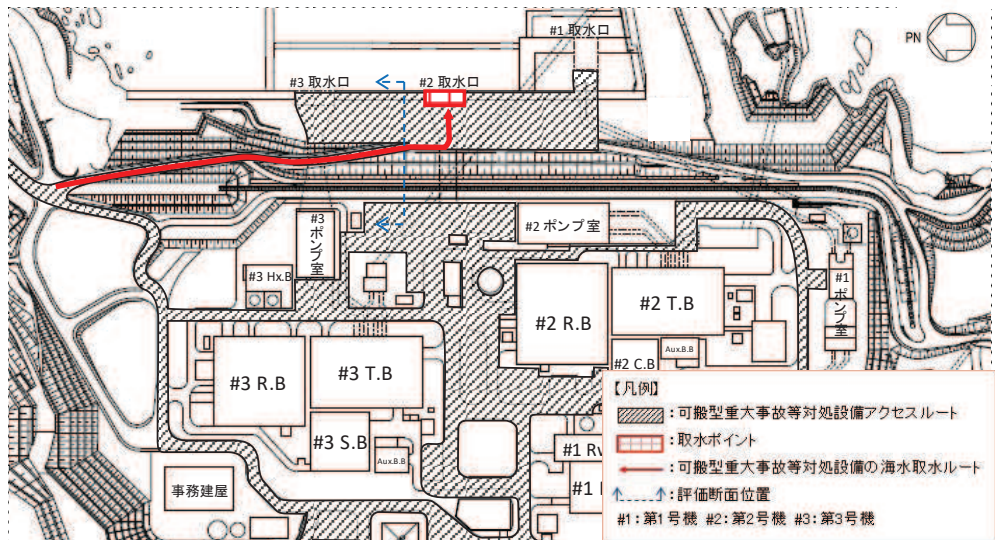 #1 取水口
PN
#3 取水口
#2 取水口
#3 ポンプ室
#2 ポンプ室
#1 ポンプ室
#3 Hx.B
#2 R.B
#2 T.B
#3 R.B
#3 T.B
#2 C.B
Aux.B.B
#3 S.B
Aux.B.B
#1 Rw
#1
事務建屋
【凡例】
:可搬型重大事故等対処設備アクセスルート
:取水ポイント
:可搬型重大事故等対処設備の海水取水ルート
:評価断面位置
#1:第1号機 #2:第2号機 #3:第3号機